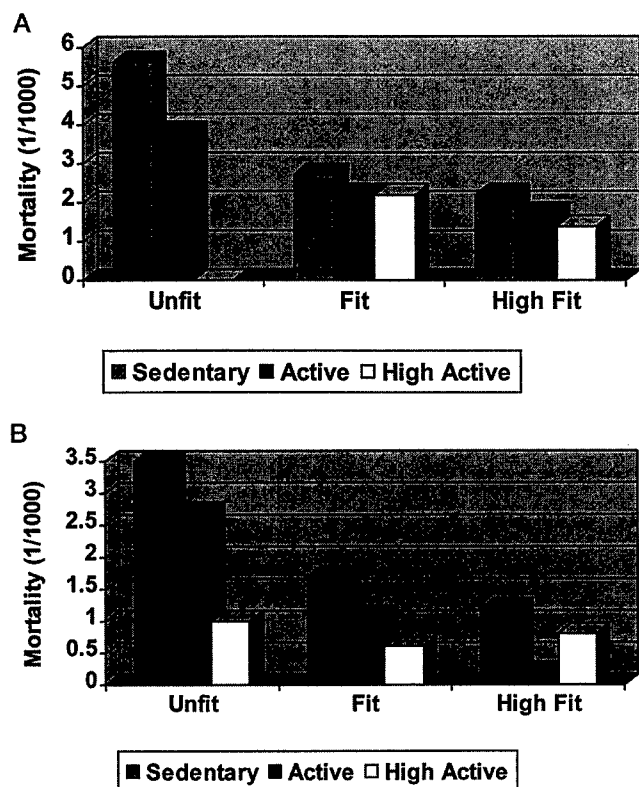 A
6
5
4
3
2
1
0
Mortality (1/1000)
Unfit Fit High Fit
Sedentary Active High Active
B
3.5
3
2.5
2
1.5
1
0.5
0
Mortality (1/1000)
Unfit Fit High Fit
Sedentary Active High Active